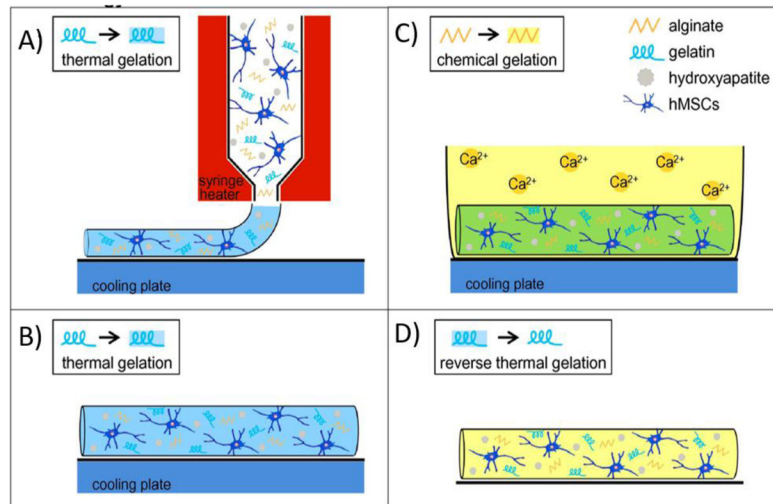 A)
thermal gelation
syringe
heater
cooling plate
B)
thermal gelation
cooling plate
C)
chemical gelation
alginate
gelatin
hydroxyapatite
hMSCs
Ca2+
Ca2+
Ca2+
Ca2+
Ca2+
Ca2+
cooling plate
D)
reverse thermal gelation